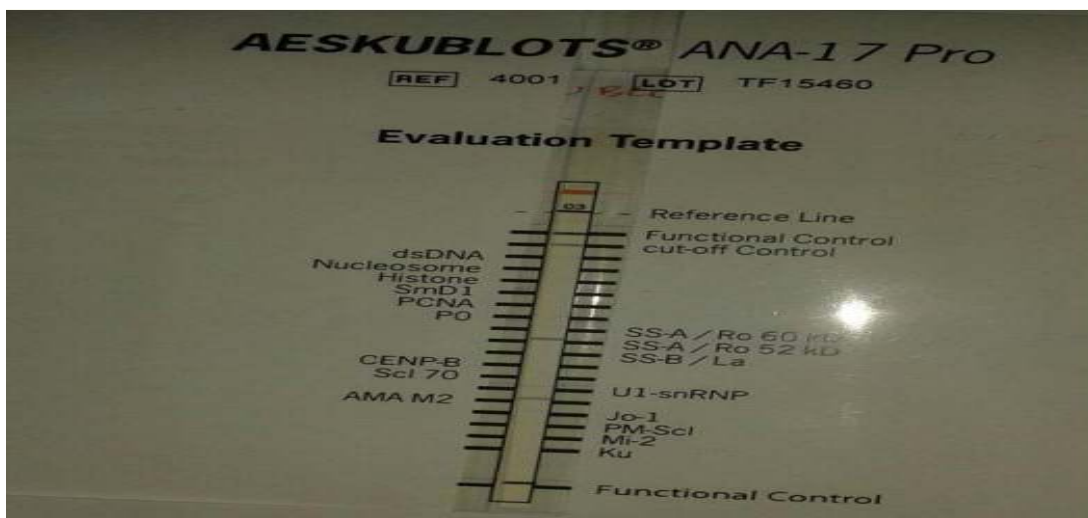 AESKUBLOTS® ANA-17 Pro
REF 4001 LOT TF15460
Evaluation Template
03
Reference Line
Functional Control
cut-off Control
dsDNA
Nucleosome
Histone
SmD1
PCNA
P0
SS-A / Ro 60 kD
SS-A / Ro 52 kD
SS-B / La
CENP-B
Scl 70
U1-snRNP
AMA M2
Jo-1
PM-Scl
Mi-2
Ku
Functional Control